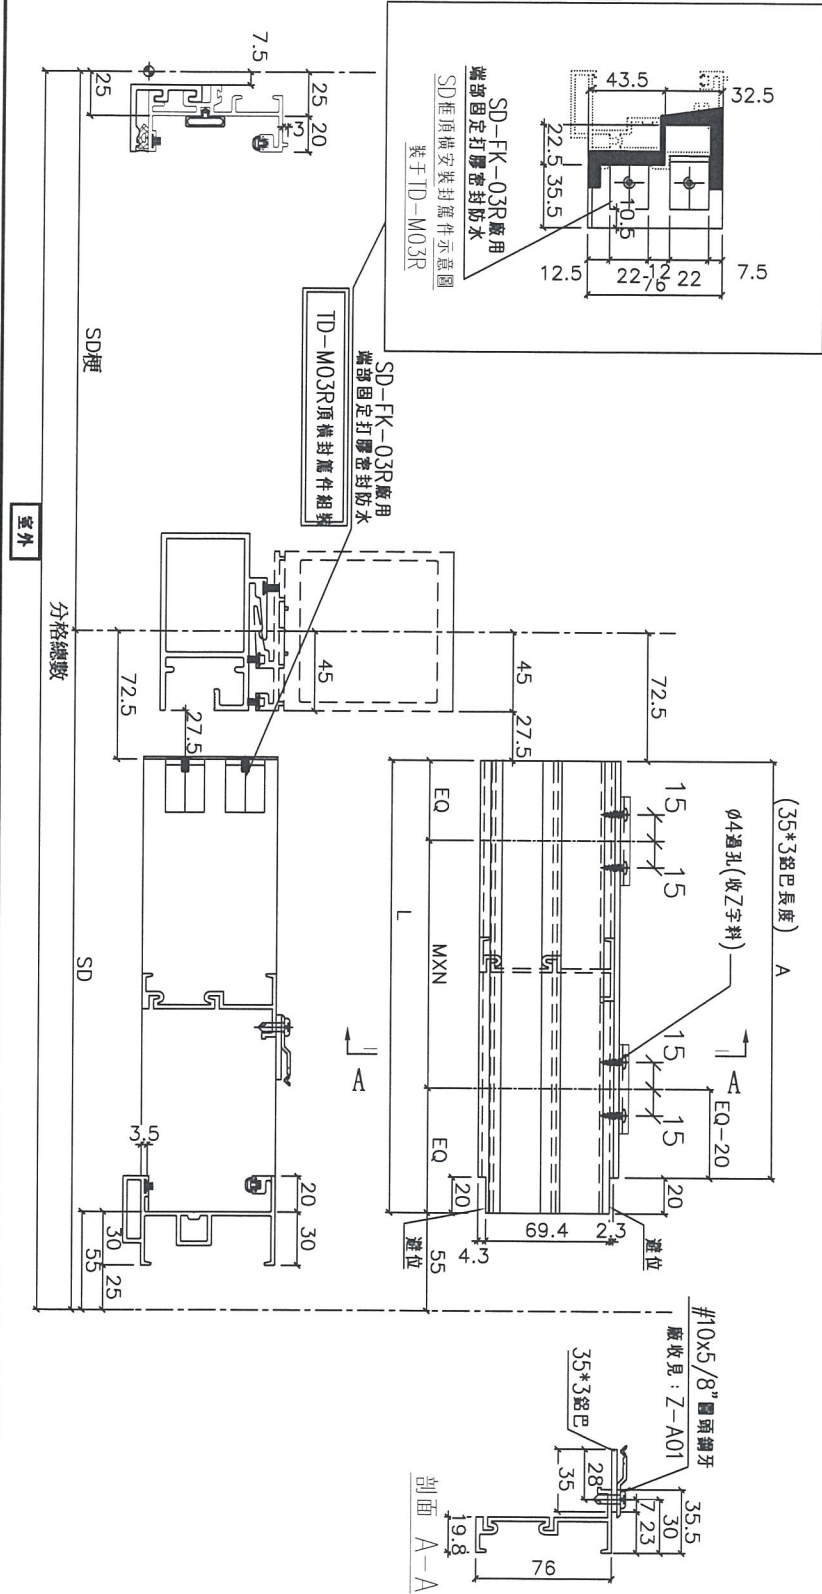 43.5
32.5
22.5
35.5
10.5
12.5
22
12
22
7.5
76
SD-FK-03R廠用
端部固定打膠密封防水
SD框頂橫安裝封篤件示意圖
裝于TD-M03R
7.5
25
25
20
3
SD-FK-03R廠用
端部固定打膠密封防水
TD-M03R頂橫封篤件組裝
SD梗
室外
分格總數
72.5
27.5
45
45
27.5
72.5
(35*3鋁巴長度)
A
Ø4過孔(收Z字料)
15
15
15
15
A
A
EQ
MXN
EQ
EQ-20
L
20
20
69.4
2.3
4.3
避位
避位
55
SD
3.5
20
30
30
25
55
#10x5/8"圓頭鋼牙
廠收見：Z-A01
35*3鋁巴
28
35
7
23
30
35.5
19.8
76
剖面 A-A